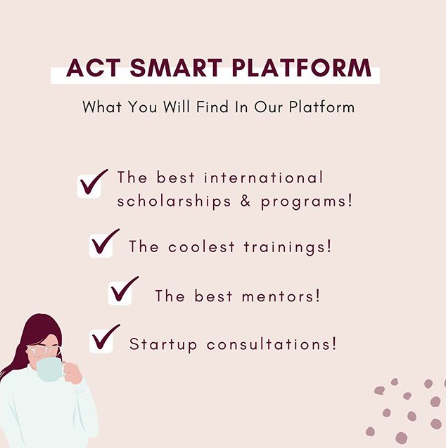 ACT SMART PLATFORM
What You Will Find In Our Platform
The best international
scholarships & programs!
The coolest trainings!
The best mentors!
Startup consultations!